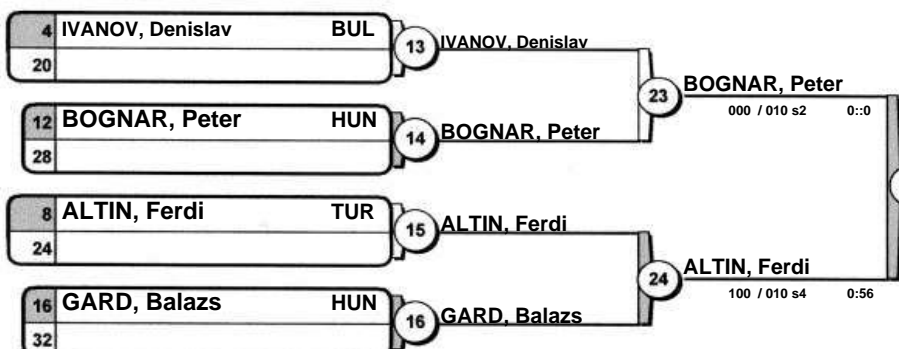 4 IVANOV, Denislav BUL
20
13 IVANOV, Denislav
12 BOGNAR, Peter HUN
28
14 BOGNAR, Peter
23 BOGNAR, Peter
000 / 010 s2 0::0
8 ALTIN, Ferdi TUR
24
15 ALTIN, Ferdi
16 GARD, Balazs HUN
32
16 GARD, Balazs
24 ALTIN, Ferdi
100 / 010 s4 0:56